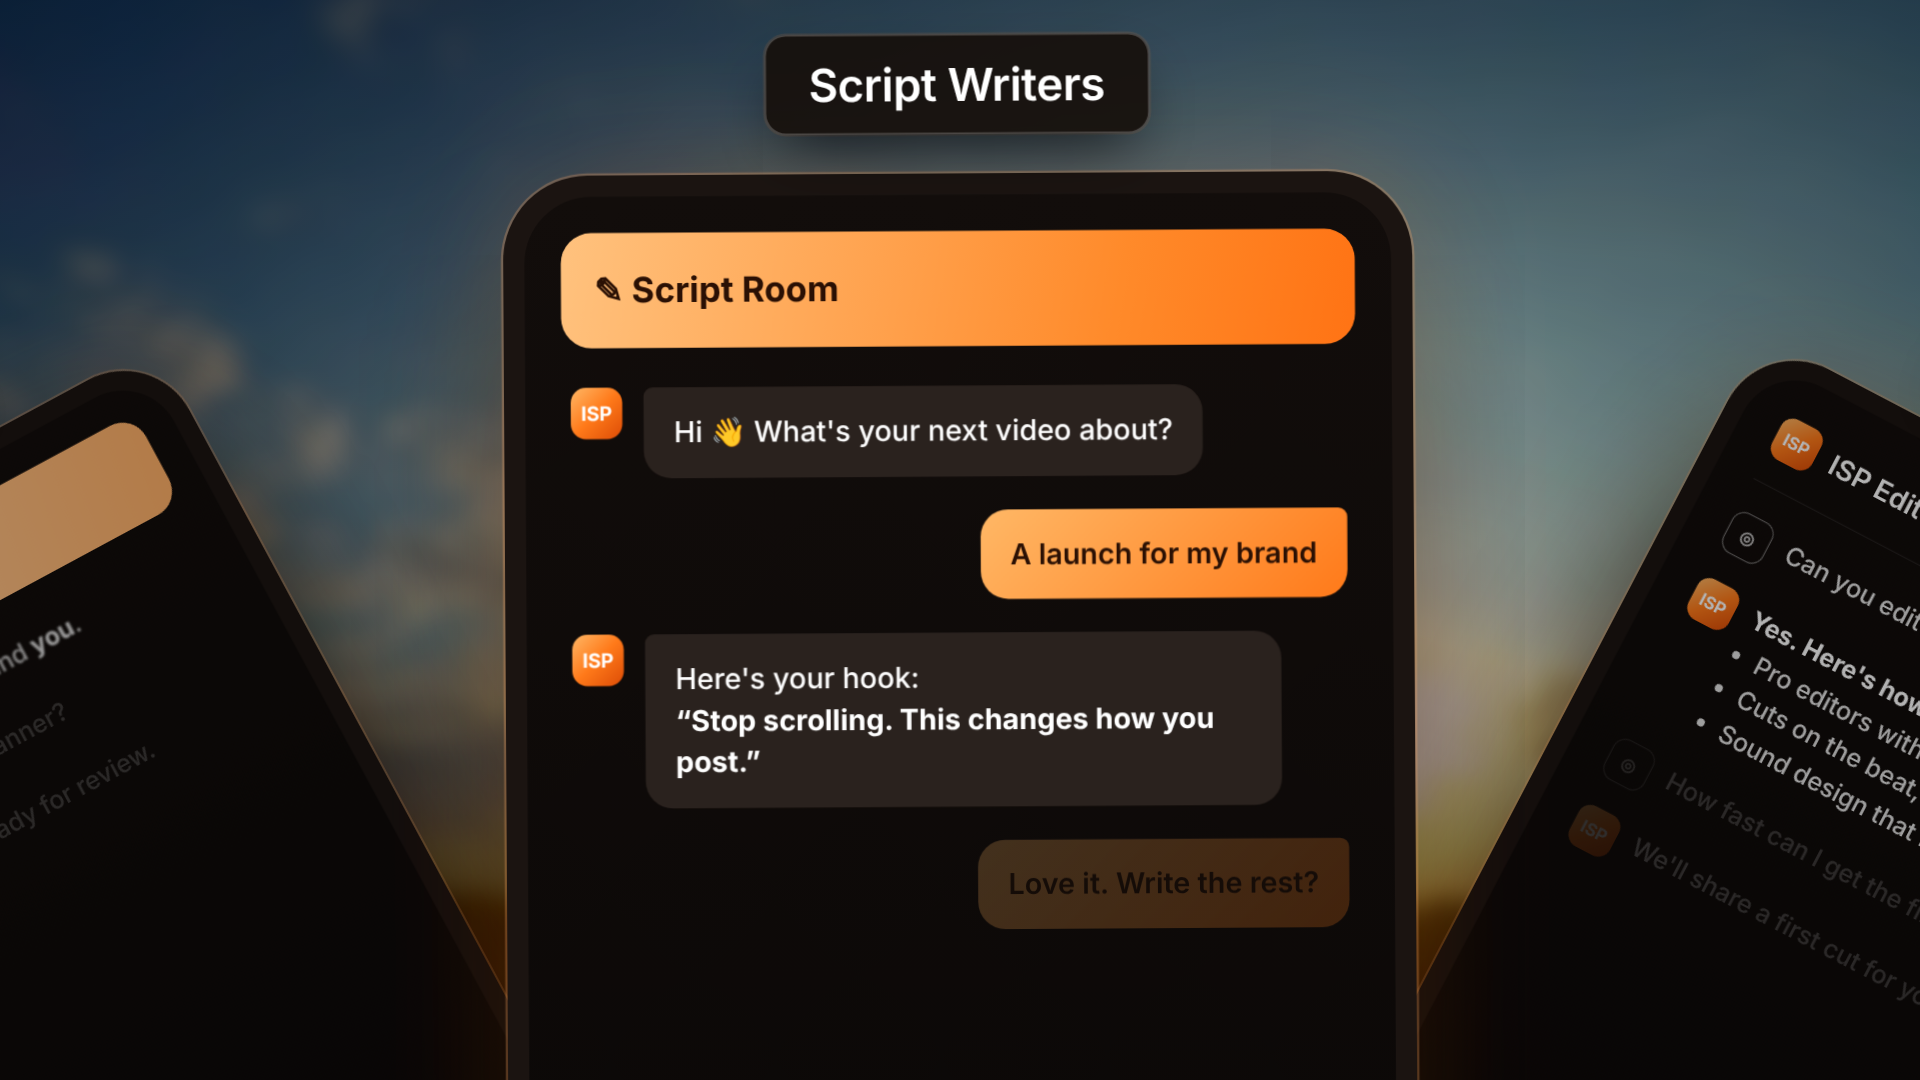 Script Writers
✎ Script Room
ISP
Hi 👋 What's your next video about?
A launch for my brand
ISP
Here's your hook:
“Stop scrolling. This changes how you
post.”
Love it. Write the rest?
you.
ready for review.
ISP
ISP Edit
Can you edit
ISP
Yes. Here's how
• Pro editors with
• Cuts on the beat,
• Sound design that
How fast can I get the
ISP
We'll share a first cut for